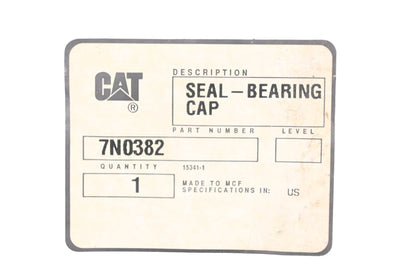 CAT®
DESCRIPTION
SEAL-BEARING
CAP
PART NUMBER LEVEL
7N0382
QUANTITY 15341-1
1
MADE TO MCF
SPECIFICATIONS IN: US